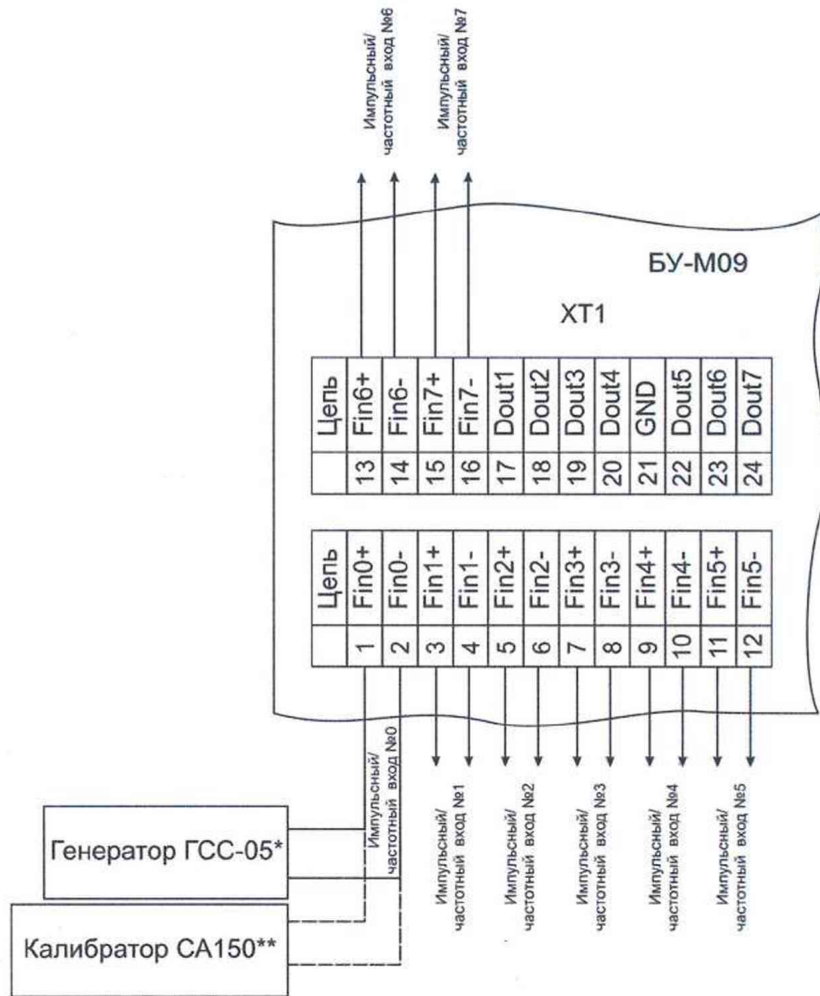 Импульсный/
частотный вход №6
Импульсный/
частотный вход №7
БУ-М09
XT1
Цепь
13 Fin6+
14 Fin6-
15 Fin7+
16 Fin7-
17 Dout1
18 Dout2
19 Dout3
20 Dout4
21 GND
22 Dout5
23 Dout6
24 Dout7
Цепь
1 Fin0+
2 Fin0-
3 Fin1+
4 Fin1-
5 Fin2+
6 Fin2-
7 Fin3+
8 Fin3-
9 Fin4+
10 Fin4-
11 Fin5+
12 Fin5-
Импульсный/
частотный вход №0
Импульсный/
частотный вход №1
Импульсный/
частотный вход №2
Импульсный/
частотный вход №3
Импульсный/
частотный вход №4
Импульсный/
частотный вход №5
Генератор ГСС-05*
Калибратор СА150**